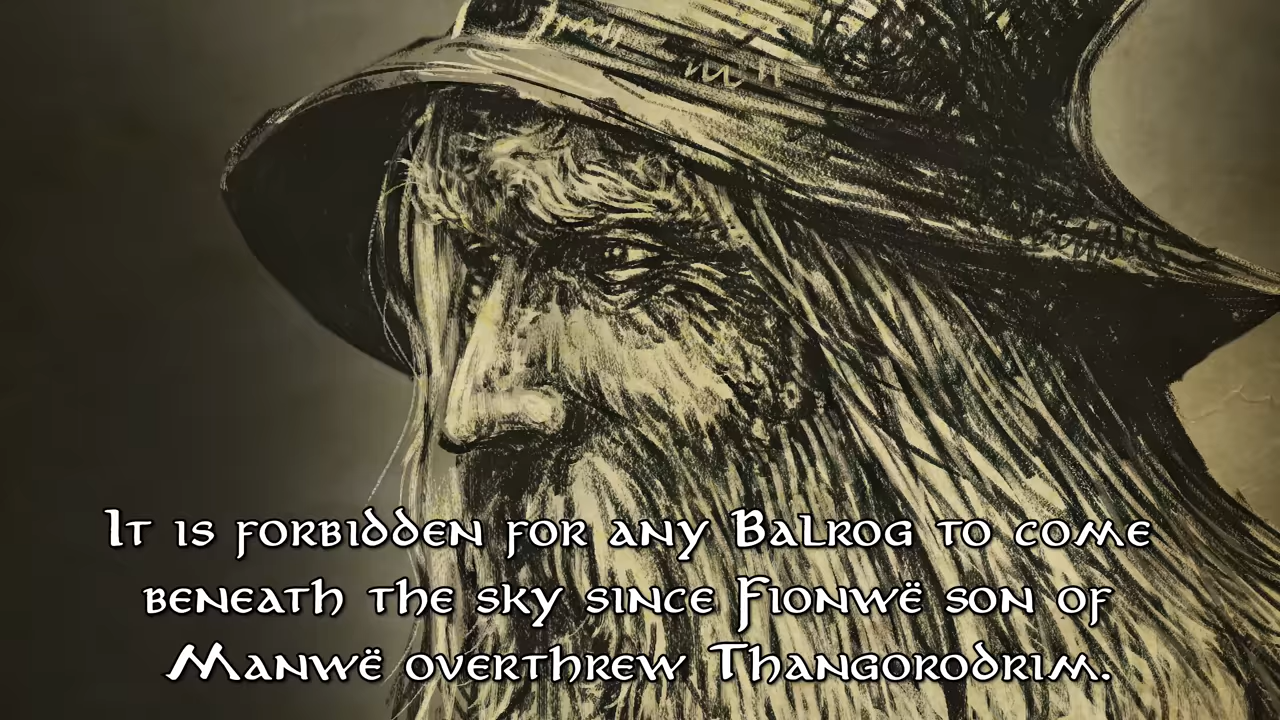 It is forbidden for any Balrog to come
beneath the sky since Fionwë son of
Manwë overthrew Thangorodrim.